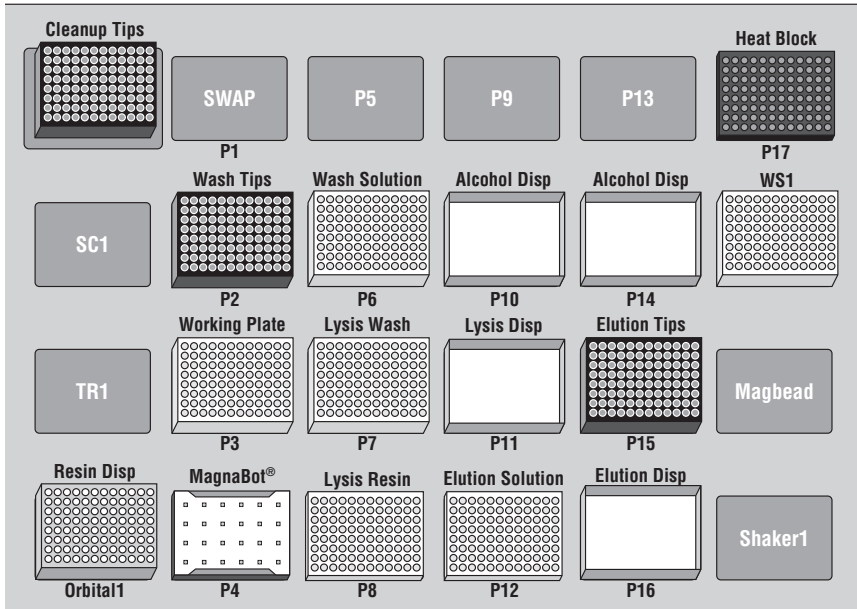 Cleanup Tips
Heat Block
SWAP
P5
P9
P13
P1
P17
Wash Tips
Wash Solution
Alcohol Disp
Alcohol Disp
WS1
SC1
P2
P6
P10
P14
Working Plate
Lysis Wash
Lysis Disp
Elution Tips
TR1
Magbead
P3
P7
P11
P15
Resin Disp
MagnaBot®
Lysis Resin
Elution Solution
Elution Disp
Shaker1
Orbital1
P4
P8
P12
P16